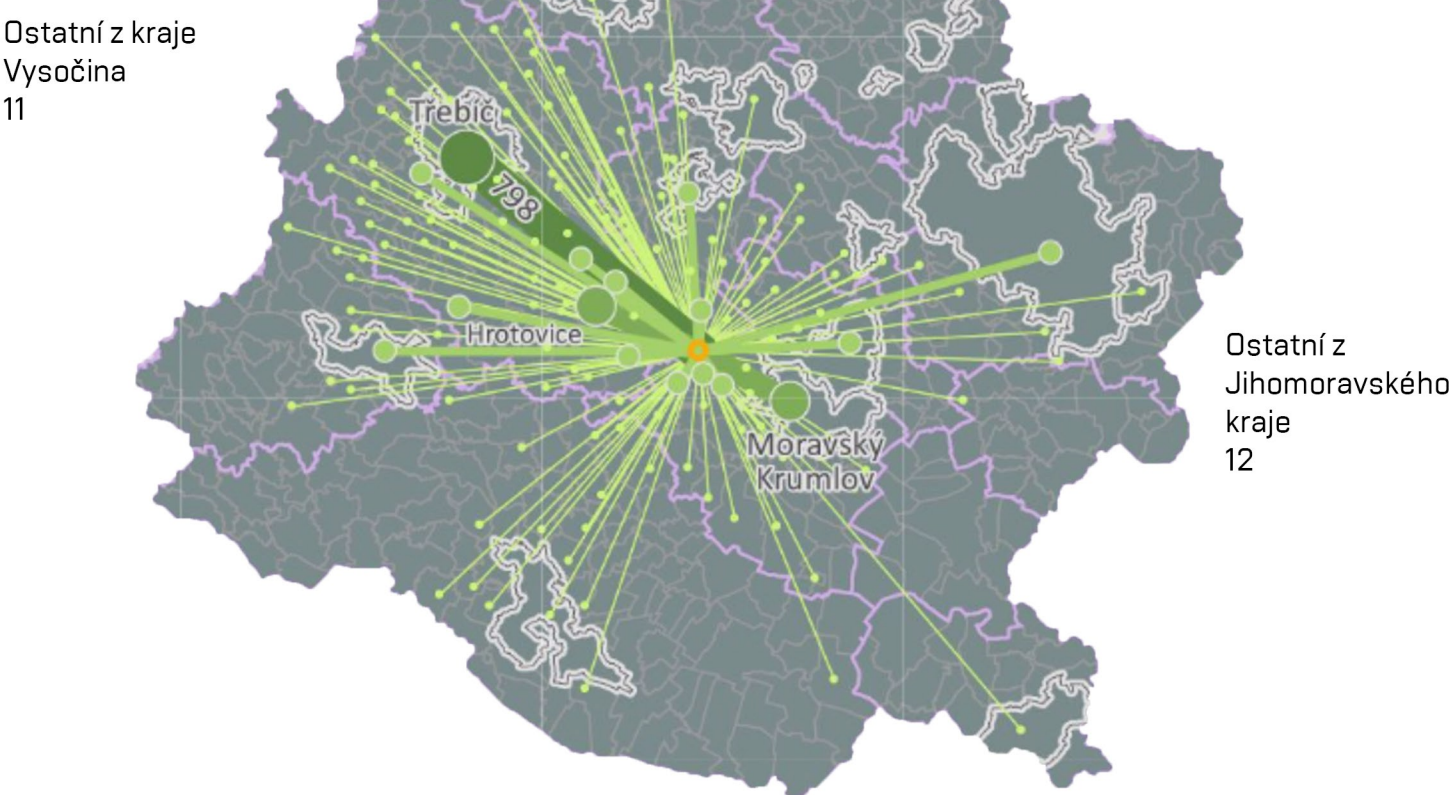 Ostatní z kraje
Vysočina
11
Třebíč
798
Hrotovice
Moravský
Krumlov
Ostatní z
Jihomoravského
kraje
12